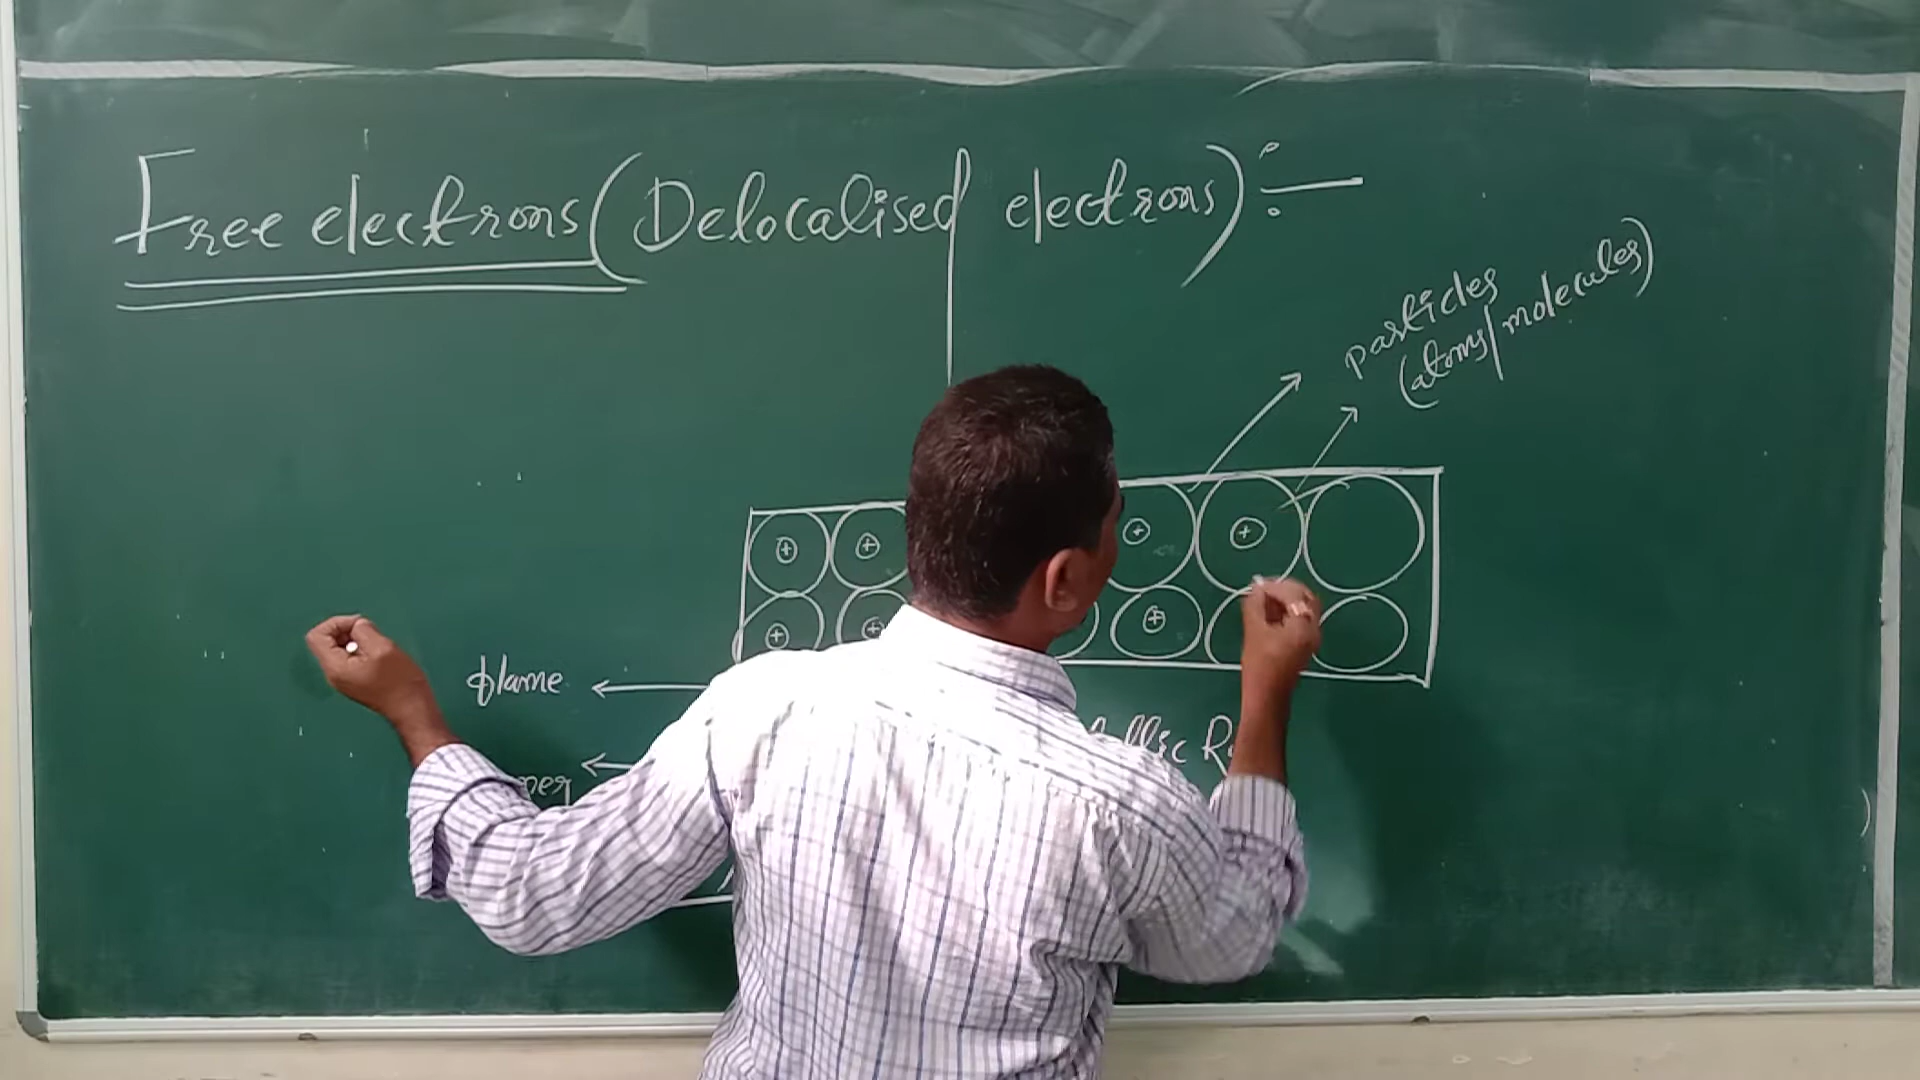 Free electrons (Delocalised electrons) :-
particles
(atoms/molecules)
+ + + +
+ + +
flame